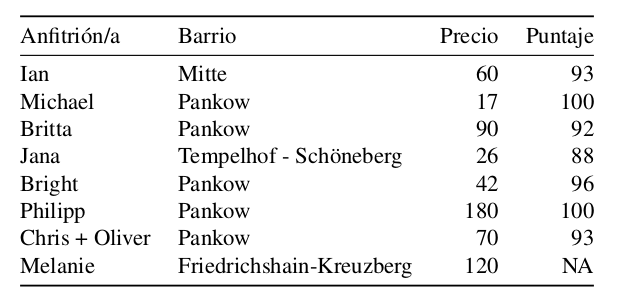 Anfitrión/a Barrio Precio Puntaje
Ian Mitte 60 93
Michael Pankow 17 100
Britta Pankow 90 92
Jana Tempelhof - Schöneberg 26 88
Bright Pankow 42 96
Philipp Pankow 180 100
Chris + Oliver Pankow 70 93
Melanie Friedrichshain-Kreuzberg 120 NA